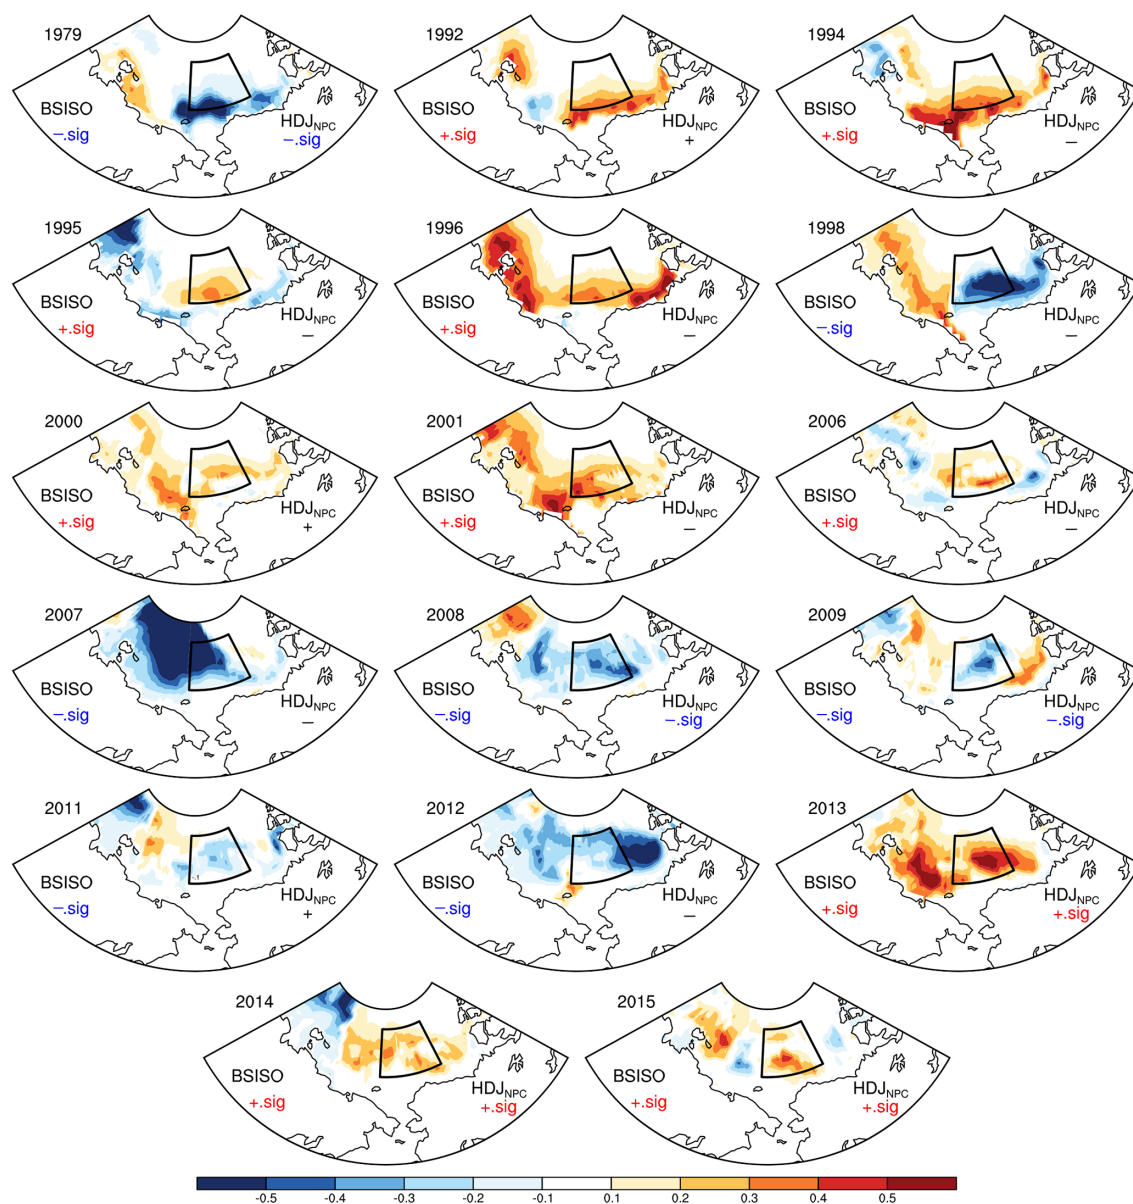 1979
BSISO
−.sig
HDJNPC
−.sig
1992
BSISO
+.sig
HDJNPC
+
1994
BSISO
+.sig
HDJNPC
−
1995
BSISO
+.sig
HDJNPC
−
1996
BSISO
+.sig
HDJNPC
−
1998
BSISO
−.sig
HDJNPC
−
2000
BSISO
+.sig
HDJNPC
+
2001
BSISO
+.sig
HDJNPC
−
2006
BSISO
+.sig
HDJNPC
−
2007
BSISO
−.sig
HDJNPC
−
2008
BSISO
−.sig
HDJNPC
−.sig
2009
BSISO
−.sig
HDJNPC
−.sig
2011
BSISO
−.sig
HDJNPC
+
2012
BSISO
−.sig
HDJNPC
−
2013
BSISO
+.sig
HDJNPC
+.sig
2014
BSISO
+.sig
HDJNPC
+.sig
2015
BSISO
+.sig
HDJNPC
+.sig
-0.5 -0.4 -0.3 -0.2 -0.1 0.1 0.2 0.3 0.4 0.5